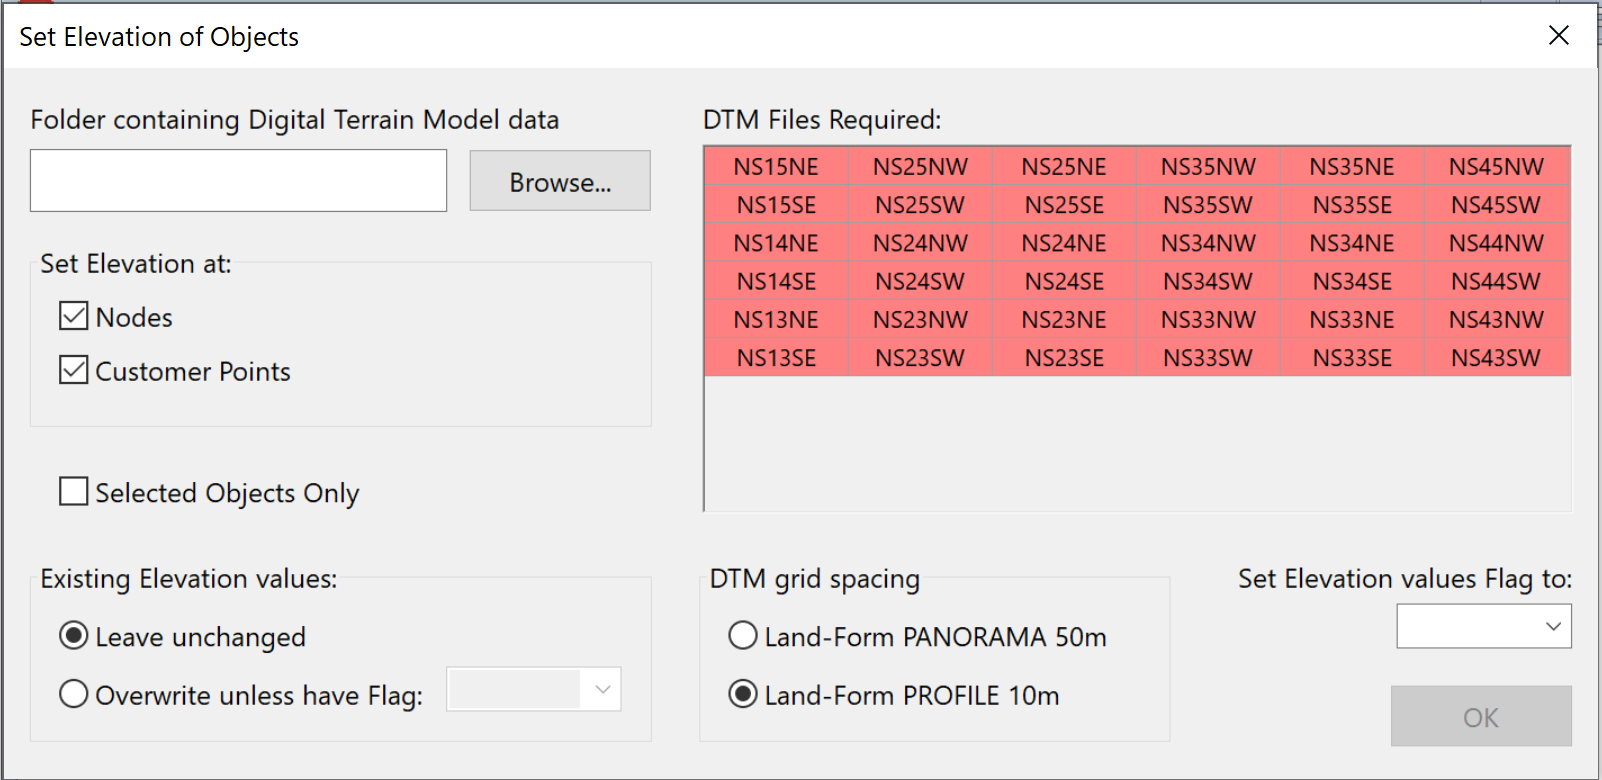 Set Elevation of Objects
Folder containing Digital Terrain Model data
Browse...
Set Elevation at:
Nodes
Customer Points
Selected Objects Only
Existing Elevation values:
Leave unchanged
Overwrite unless have Flag:
DTM Files Required:
NS15NE NS25NW NS25NE NS35NW NS35NE NS45NW
NS15SE NS25SW NS25SE NS35SW NS35SE NS45SW
NS14NE NS24NW NS24NE NS34NW NS34NE NS44NW
NS14SE NS24SW NS24SE NS34SW NS34SE NS44SW
NS13NE NS23NW NS23NE NS33NW NS33NE NS43NW
NS13SE NS23SW NS23SE NS33SW NS33SE NS43SW
DTM grid spacing
Land-Form PANORAMA 50m
Land-Form PROFILE 10m
Set Elevation values Flag to:
OK